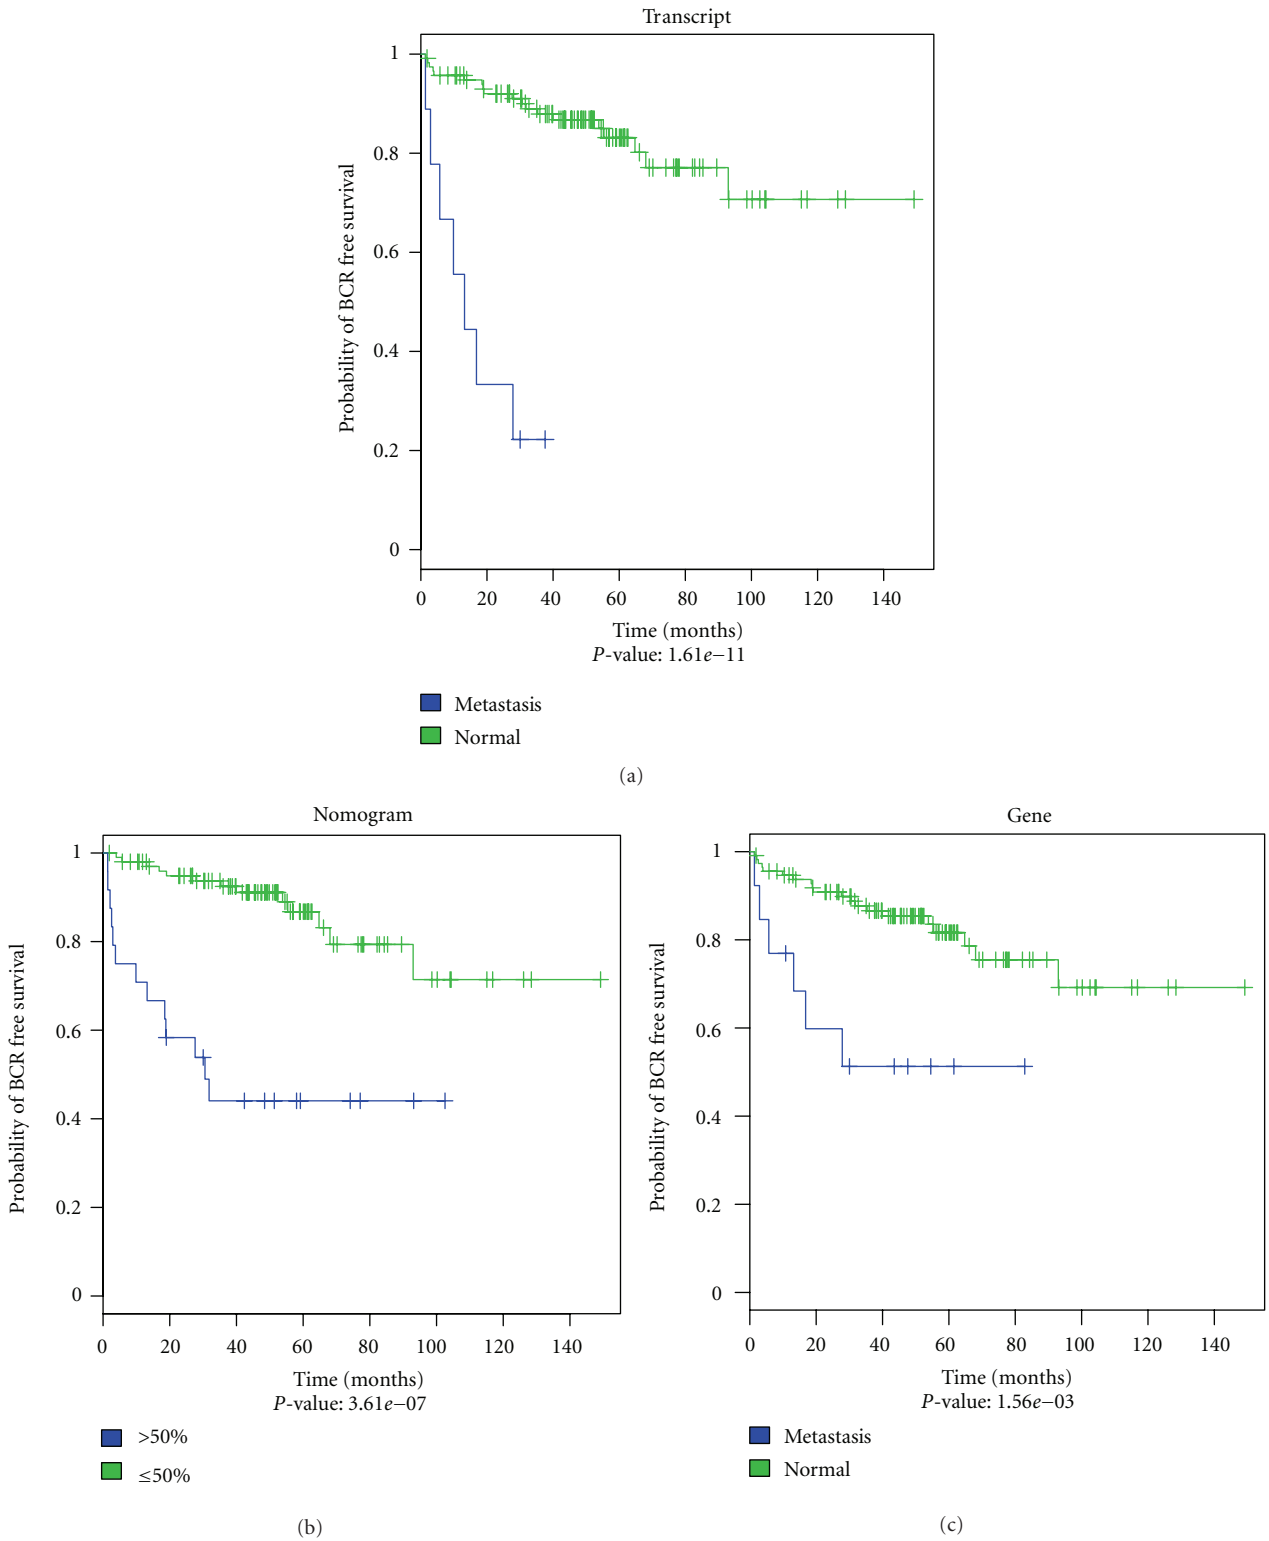 Transcript
Probability of BCR free survival
1
0.8
0.6
0.4
0.2
0
0 20 40 60 80 100 120 140
Time (months)
P-value: 1.61e−11
Metastasis
Normal
(a)
Nomogram
Probability of BCR free survival
1
0.8
0.6
0.4
0.2
0
0 20 40 60 80 100 120 140
Time (months)
P-value: 3.61e−07
>50%
≤50%
(b)
Gene
Probability of BCR free survival
1
0.8
0.6
0.4
0.2
0
0 20 40 60 80 100 120 140
Time (months)
P-value: 1.56e−03
Metastasis
Normal
(c)